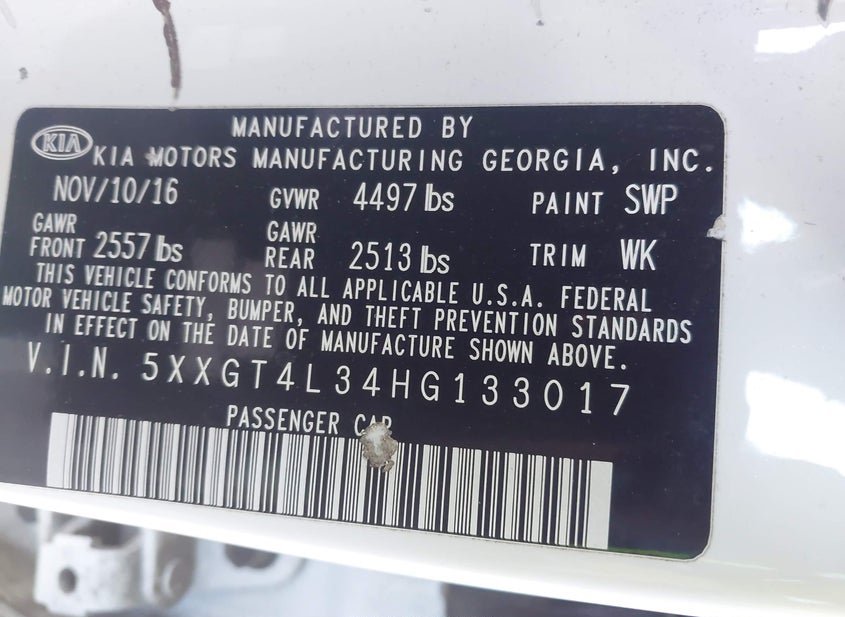 MANUFACTURED BY
KIA KIA MOTORS MANUFACTURING GEORGIA, INC.
NOV/10/16 GVWR 4497 lbs PAINT SWP
GAWR FRONT 2557 lbs GAWR REAR 2513 lbs TRIM WK
THIS VEHICLE CONFORMS TO ALL APPLICABLE U.S.A. FEDERAL
MOTOR VEHICLE SAFETY, BUMPER, AND THEFT PREVENTION STANDARDS
IN EFFECT ON THE DATE OF MANUFACTURE SHOWN ABOVE.
V.I.N. 5XXGT4L34HG133017
PASSENGER CAR